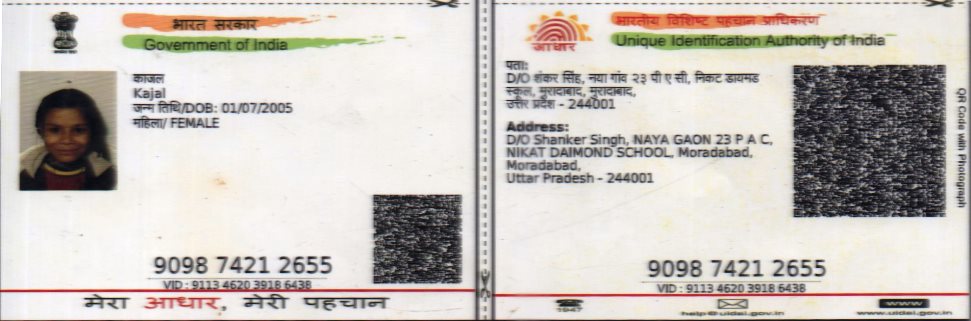 भारत सरकार
Government of India
काजल
Kajal
जन्म तिथि/DOB: 01/07/2005
महिला/ FEMALE
9098 7421 2655
VID : 9113 4620 3918 6438
मेरा आधार, मेरी पहचान
आधार
भारतीय विशिष्ट पहचान प्राधिकरण
Unique Identification Authority of India
पता:
D/O शंकर सिंह, नया गांव २३ पी ए सी, निकट डायमड
स्कूल, मुरादाबाद, मुरादाबाद,
उत्तर प्रदेश - 244001
Address:
D/O Shanker Singh, NAYA GAON 23 P A C,
NIKAT DAIMOND SCHOOL, Moradabad,
Moradabad,
Uttar Pradesh - 244001
QR Code with Photograph
9098 7421 2655
VID : 9113 4620 3918 6438
1947
help@uidai.gov.in
www
www.uidai.gov.in